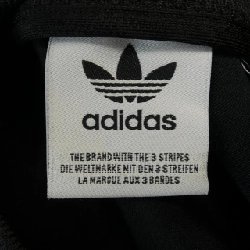 adidas
THE BRAND WITH THE 3 STRIPES
DIE WELTMARKE MIT DEN 3 STREIFEN
LA MARQUE AUX 3 BANDES